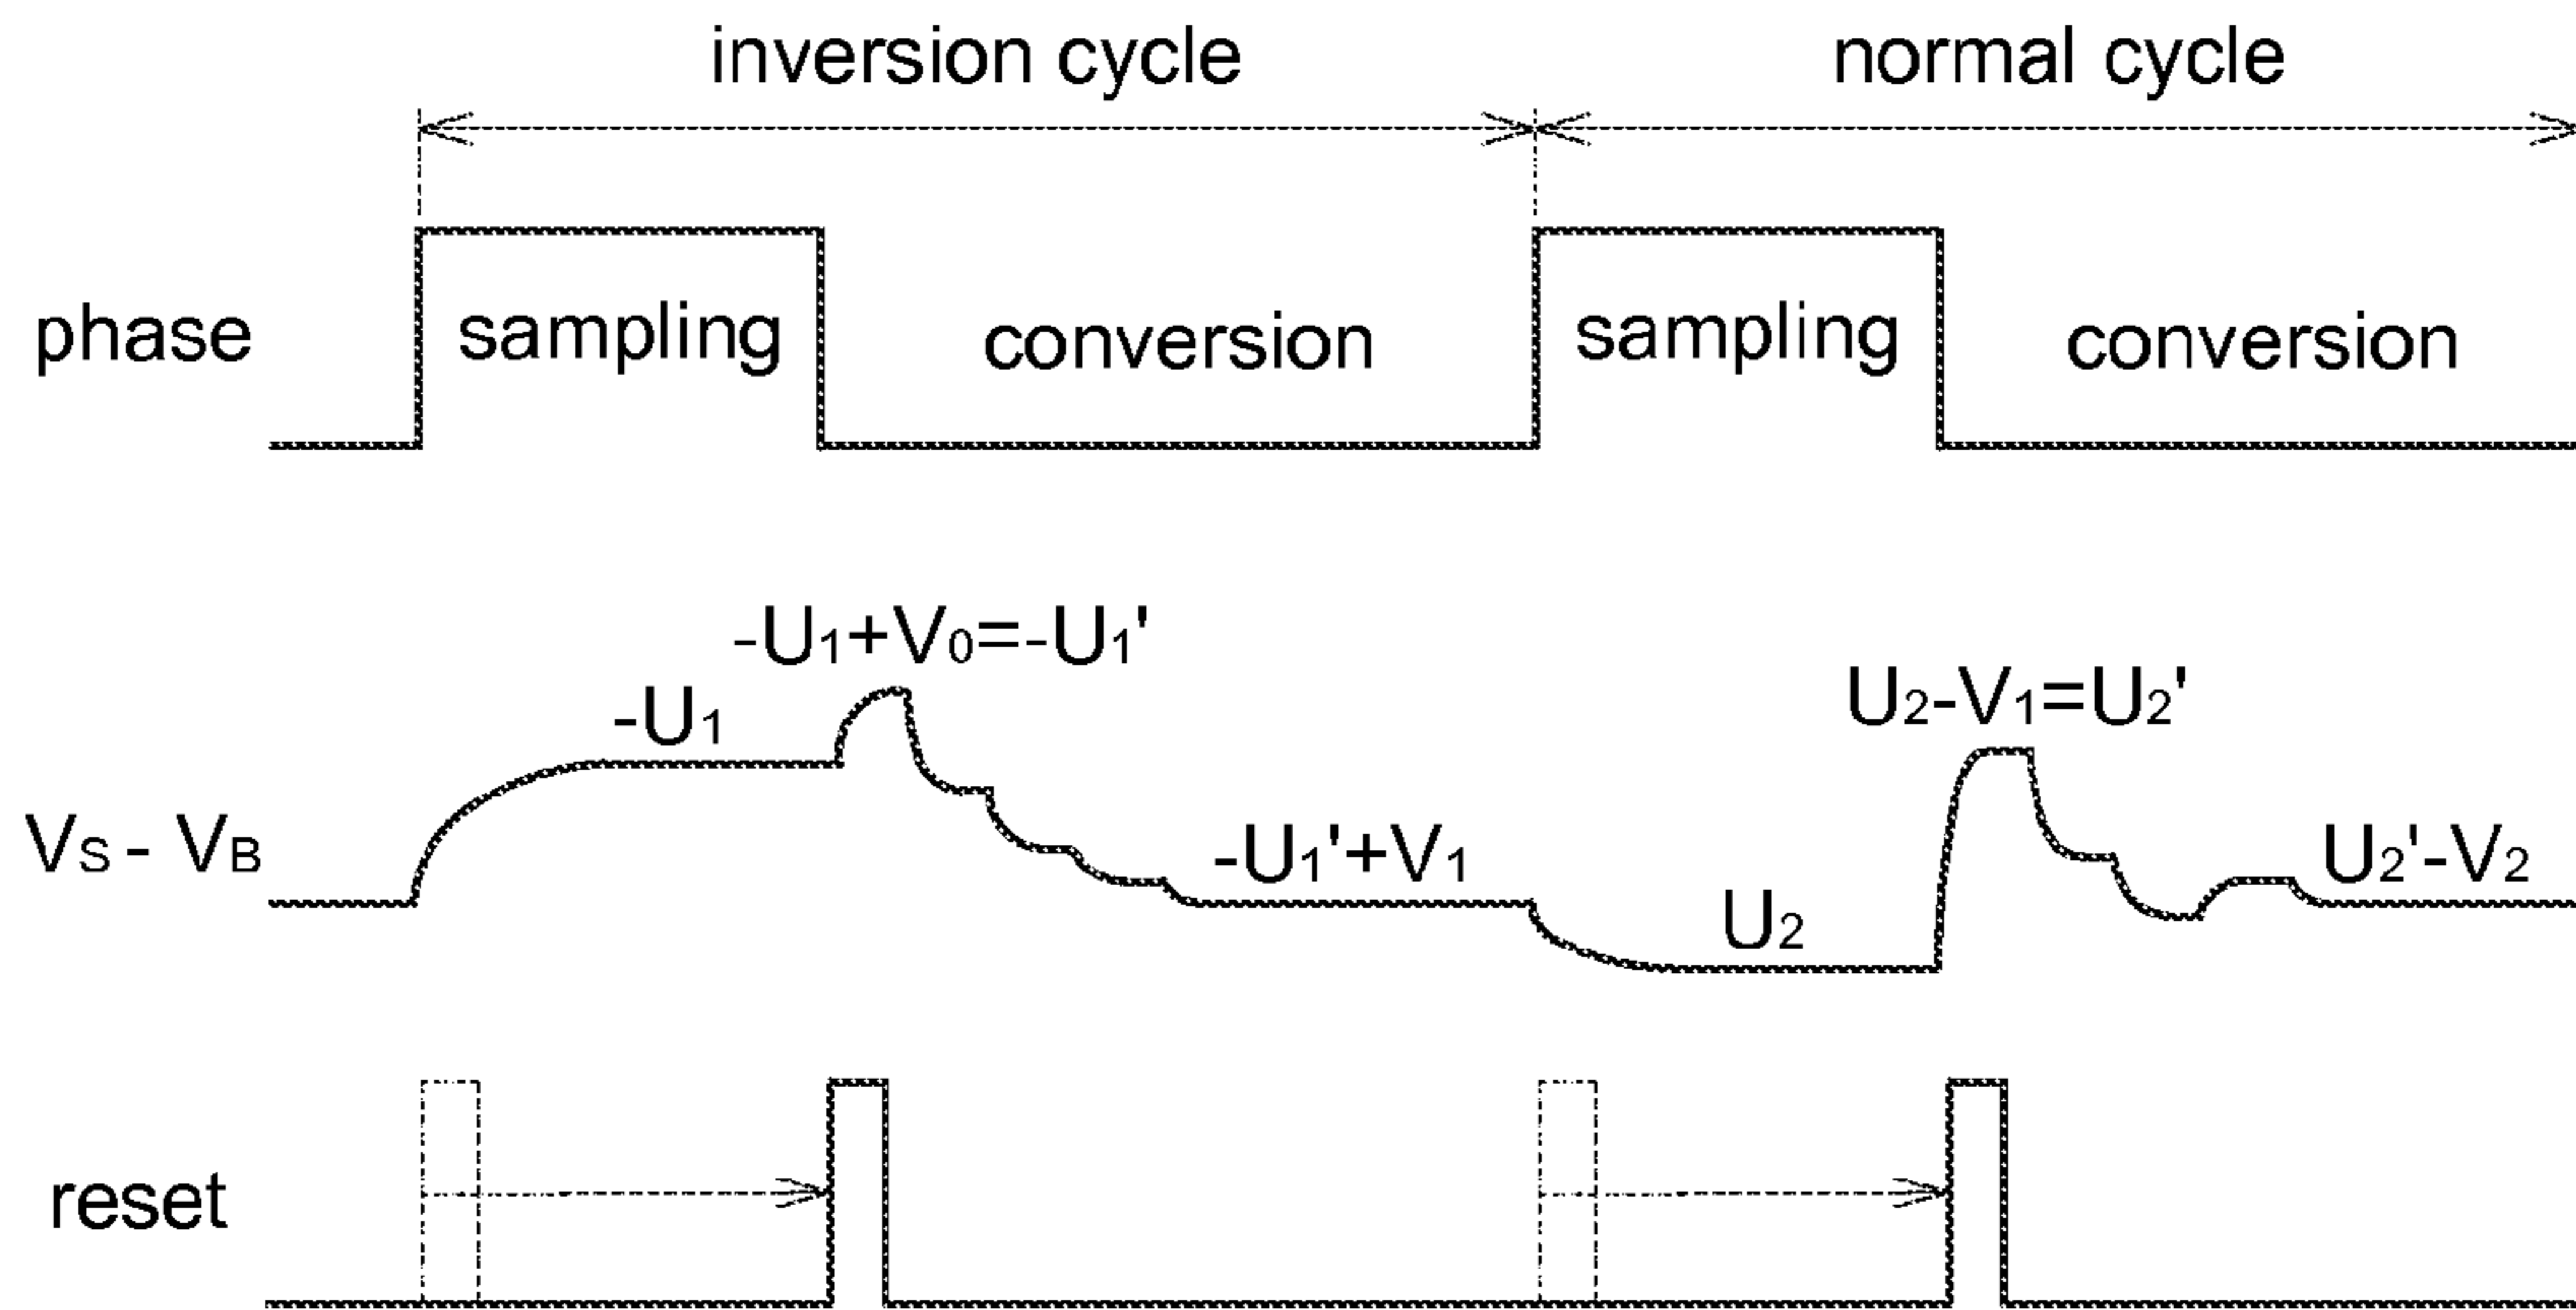 inversion cycle normal cycle
phase sampling conversion sampling conversion
-U₁+V₀=-U₁'
U₂-V₁=U₂'
-U₁
Vs - VB -U₁'+V₁ U₂'-V₂
U₂
reset